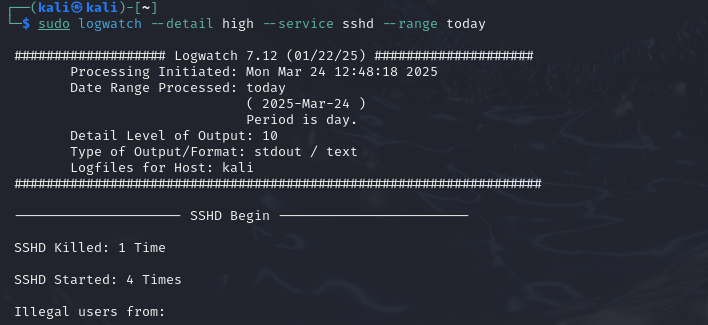 ┌──(kali㉿kali)-[~]
└─$ sudo logwatch --detail high --service sshd --range today
################### Logwatch 7.12 (01/22/25) ####################
Processing Initiated: Mon Mar 24 12:48:18 2025
Date Range Processed: today
( 2025-Mar-24 )
Period is day.
Detail Level of Output: 10
Type of Output/Format: stdout / text
Logfiles for Host: kali
##################################################################
--------------------- SSHD Begin ------------------------
SSHD Killed: 1 Time
SSHD Started: 4 Times
Illegal users from: